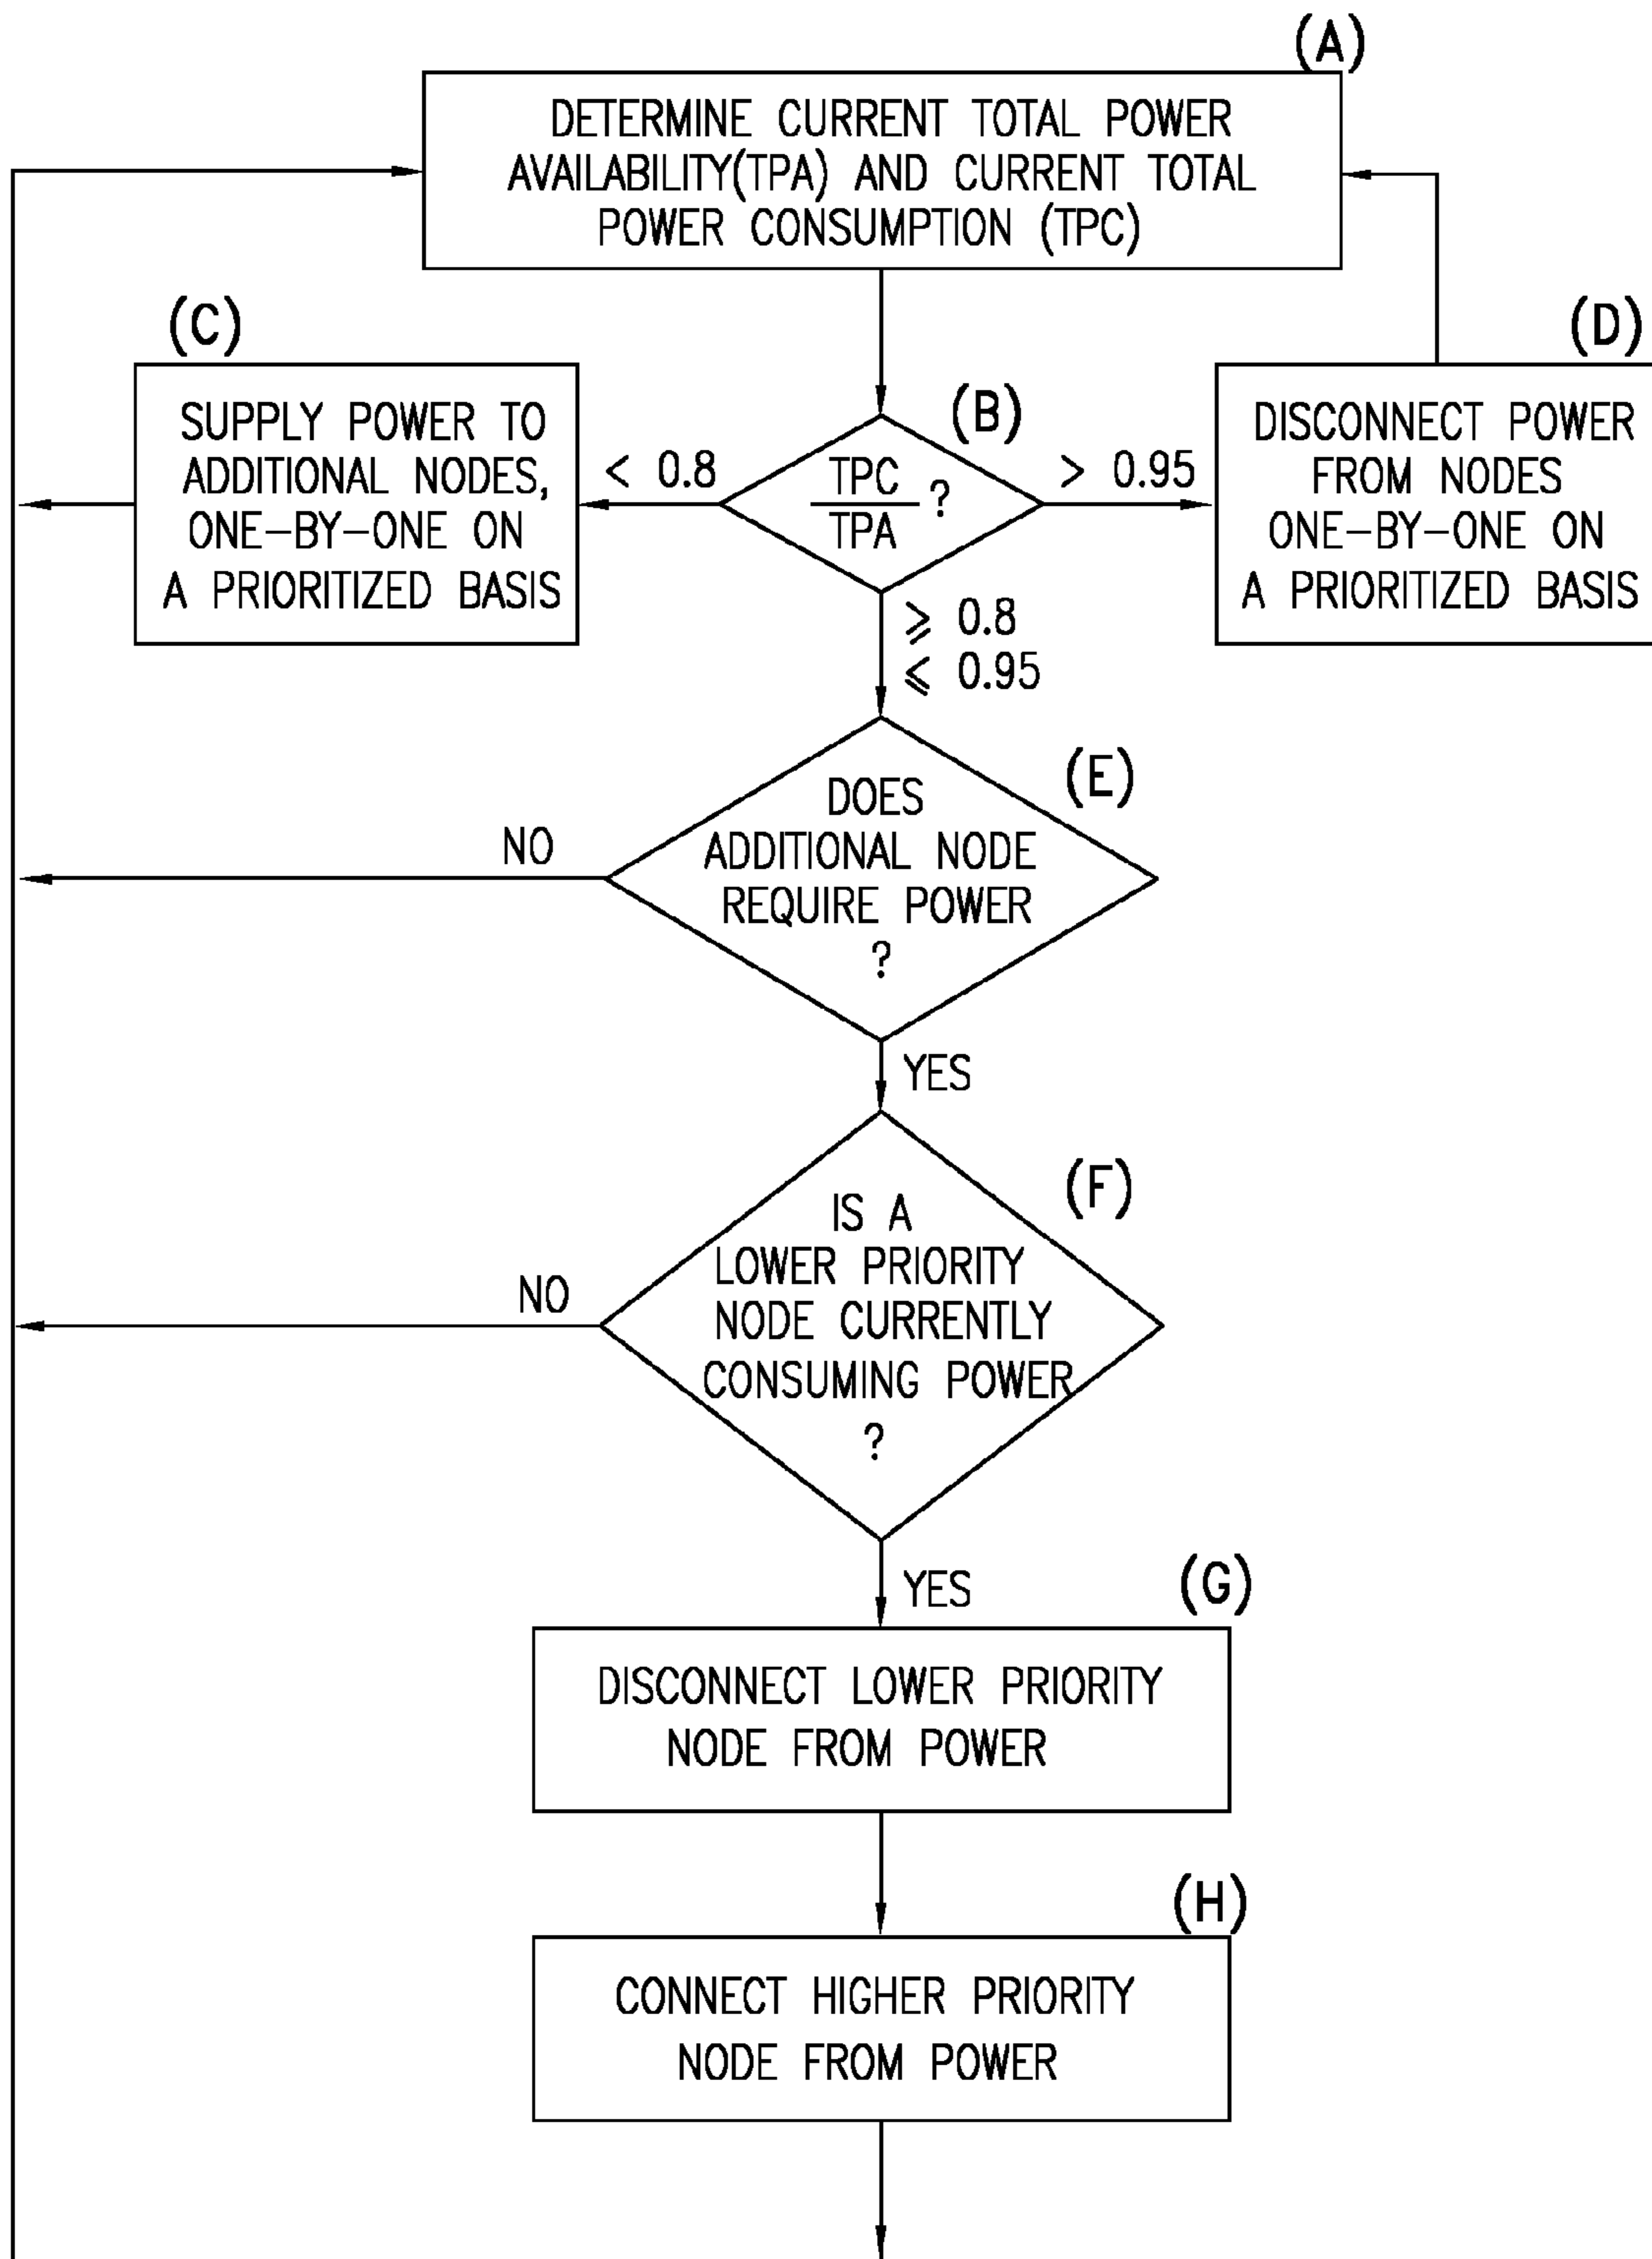 (A)
DETERMINE CURRENT TOTAL POWER
AVAILABILITY(TPA) AND CURRENT TOTAL
POWER CONSUMPTION (TPC)
(C)
SUPPLY POWER TO
ADDITIONAL NODES,
ONE-BY-ONE ON
A PRIORITIZED BASIS
< 0.8
(B)
TPC
TPA
?
> 0.95
(D)
DISCONNECT POWER
FROM NODES
ONE-BY-ONE ON
A PRIORITIZED BASIS
⩾ 0.8
⩽ 0.95
(E)
DOES
ADDITIONAL NODE
REQUIRE POWER
?
NO
YES
(F)
IS A
LOWER PRIORITY
NODE CURRENTLY
CONSUMING POWER
?
NO
YES
(G)
DISCONNECT LOWER PRIORITY
NODE FROM POWER
(H)
CONNECT HIGHER PRIORITY
NODE FROM POWER